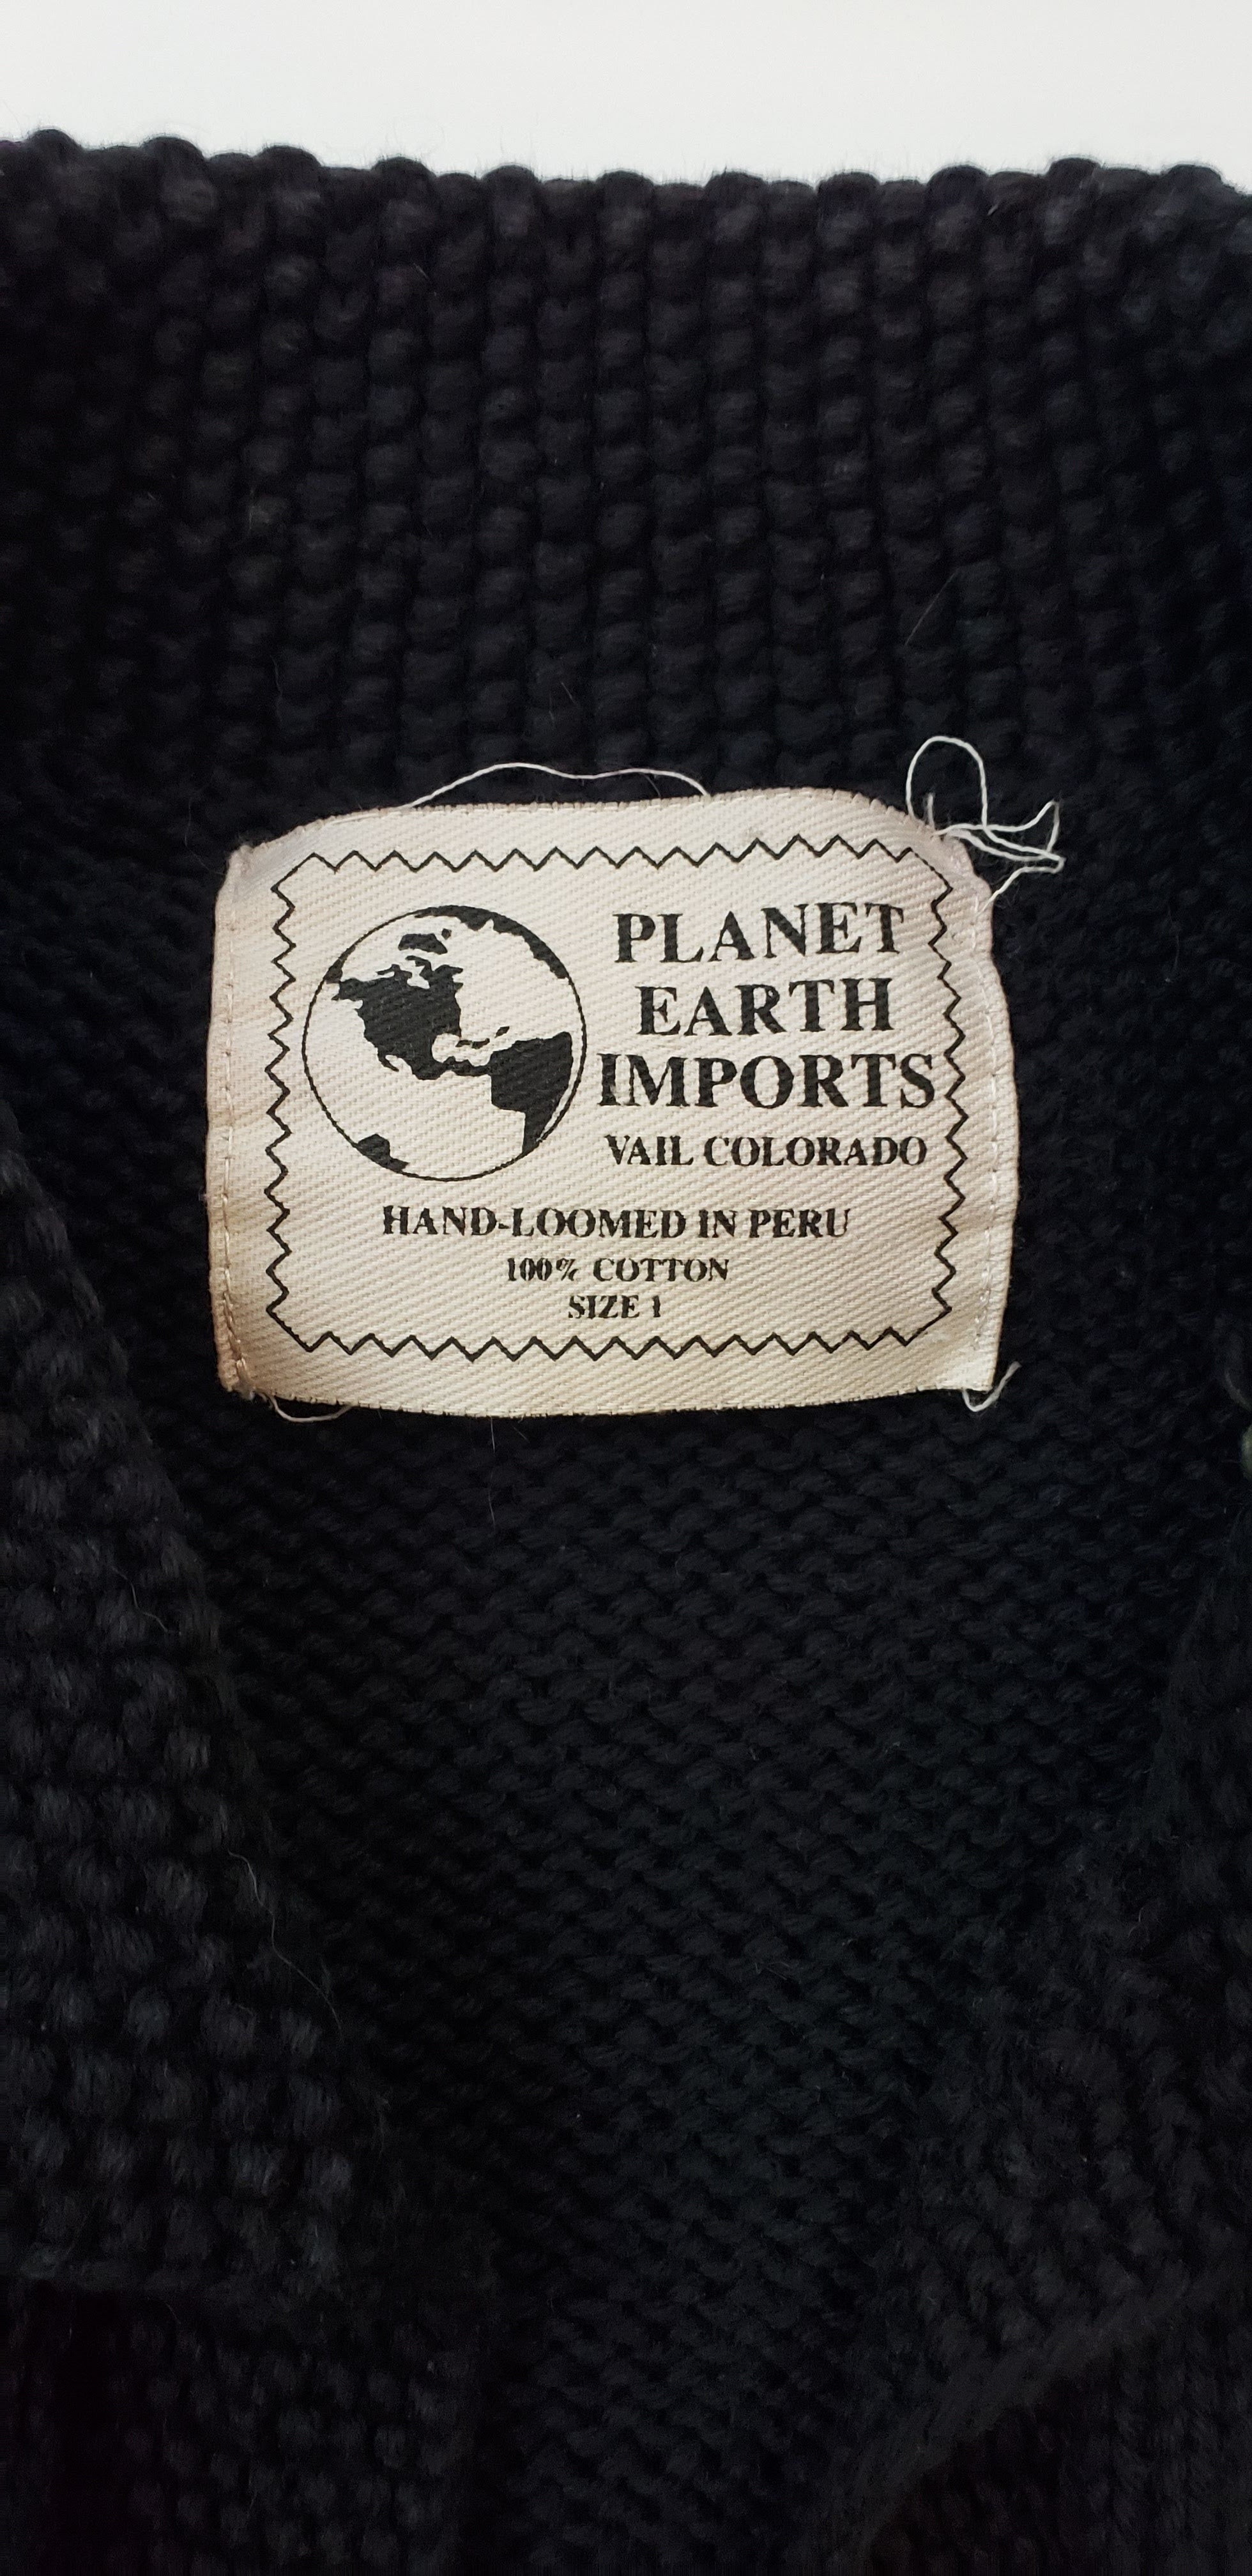 PLANET
EARTH
IMPORTS
VAIL COLORADO
HAND-LOOMED IN PERU
100% COTTON
SIZE 1